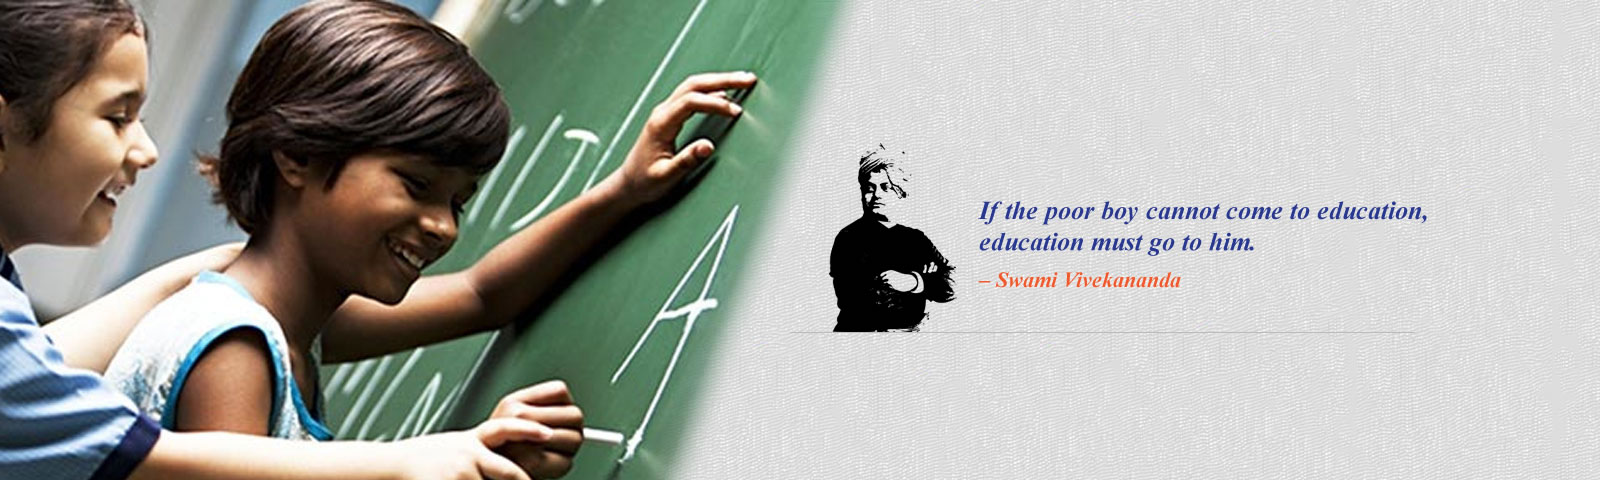 A
If the poor boy cannot come to education,
education must go to him.
– Swami Vivekananda